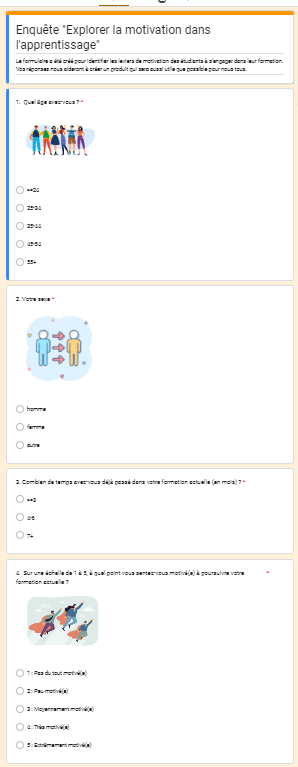 Enquête "Explorer la motivation dans
l'apprentissage"
Le formulaire a été créé pour identifier les leviers de motivation des étudiants à s'engager dans leur formation.
Vos réponses nous aideront à créer un produit qui sera aussi utile que possible pour nous tous.
1. Quel âge avez-vous ? *
<=24
25-34
35-44
45-54
55+
2. Votre sexe *
homme
femme
autre
3. Combien de temps avez-vous déjà passé dans votre formation actuelle (en mois) ? *
<=3
4-6
7+
4. Sur une échelle de 1 à 5, à quel point vous sentez-vous motivé(e) à poursuivre votre *
formation actuelle ?
1 : Pas du tout motivé(e)
2 : Peu motivé(e)
3 : Moyennement motivé(e)
4 : Très motivé(e)
5 : Extrêmement motivé(e)